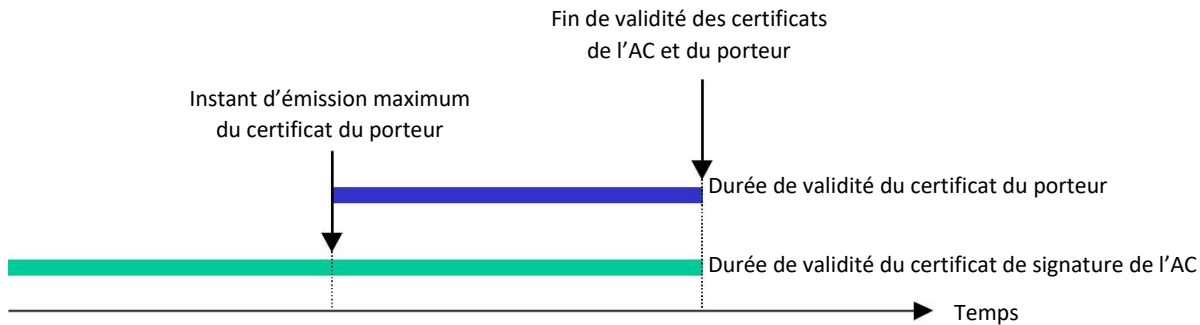 Fin de validité des certificats
de l’AC et du porteur
Instant d’émission maximum
du certificat du porteur
Durée de validité du certificat du porteur
Durée de validité du certificat de signature de l’AC
Temps